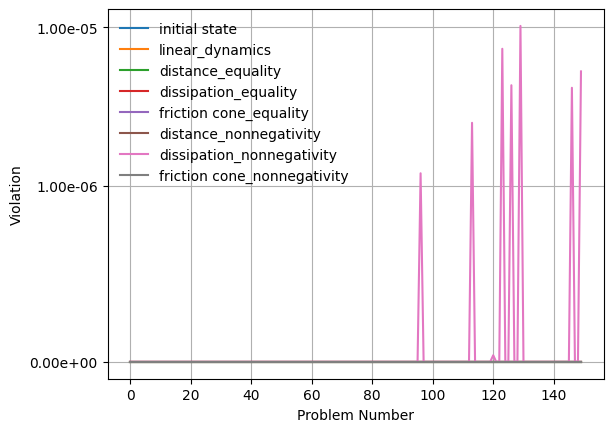 1.00e-05
1.00e-06
0.00e+00
Violation
initial state
linear_dynamics
distance_equality
dissipation_equality
friction cone_equality
distance_nonnegativity
dissipation_nonnegativity
friction cone_nonnegativity
0 20 40 60 80 100 120 140
Problem Number